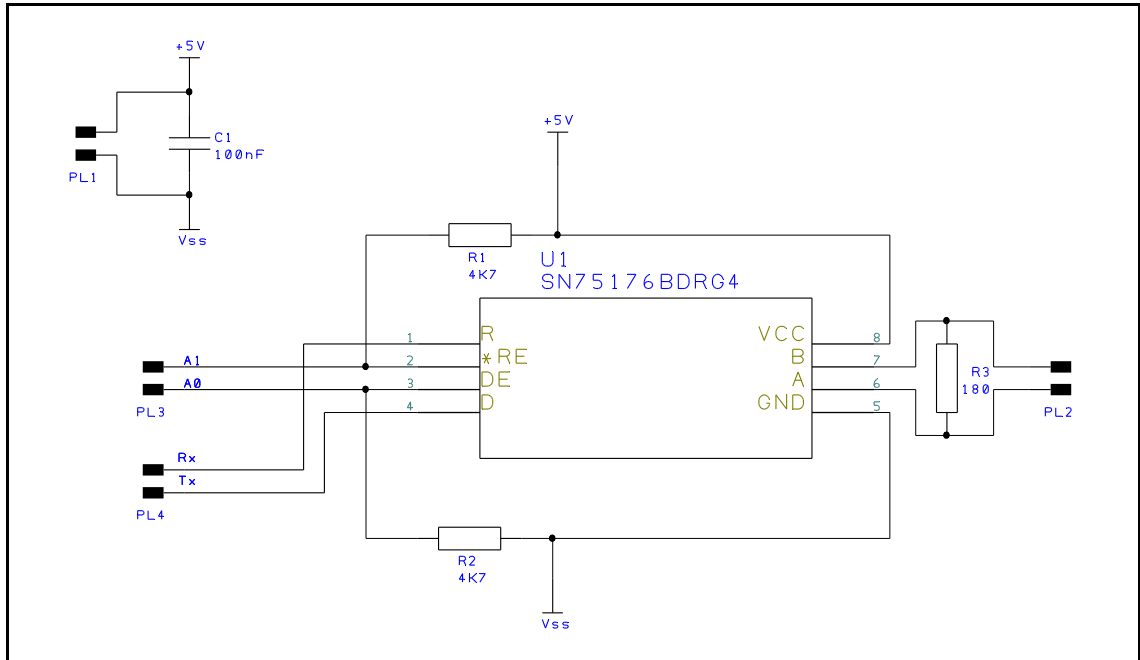 +5V
C1
100nF
PL1
Vss
+5V
R1
4K7
U1
SN75176BDRG4
1
R
VCC
8
A1
2
*RE
B
7
A0
3
DE
A
6
4
D
GND
5
PL3
R3
180
PL2
Rx
Tx
PL4
R2
4K7
Vss